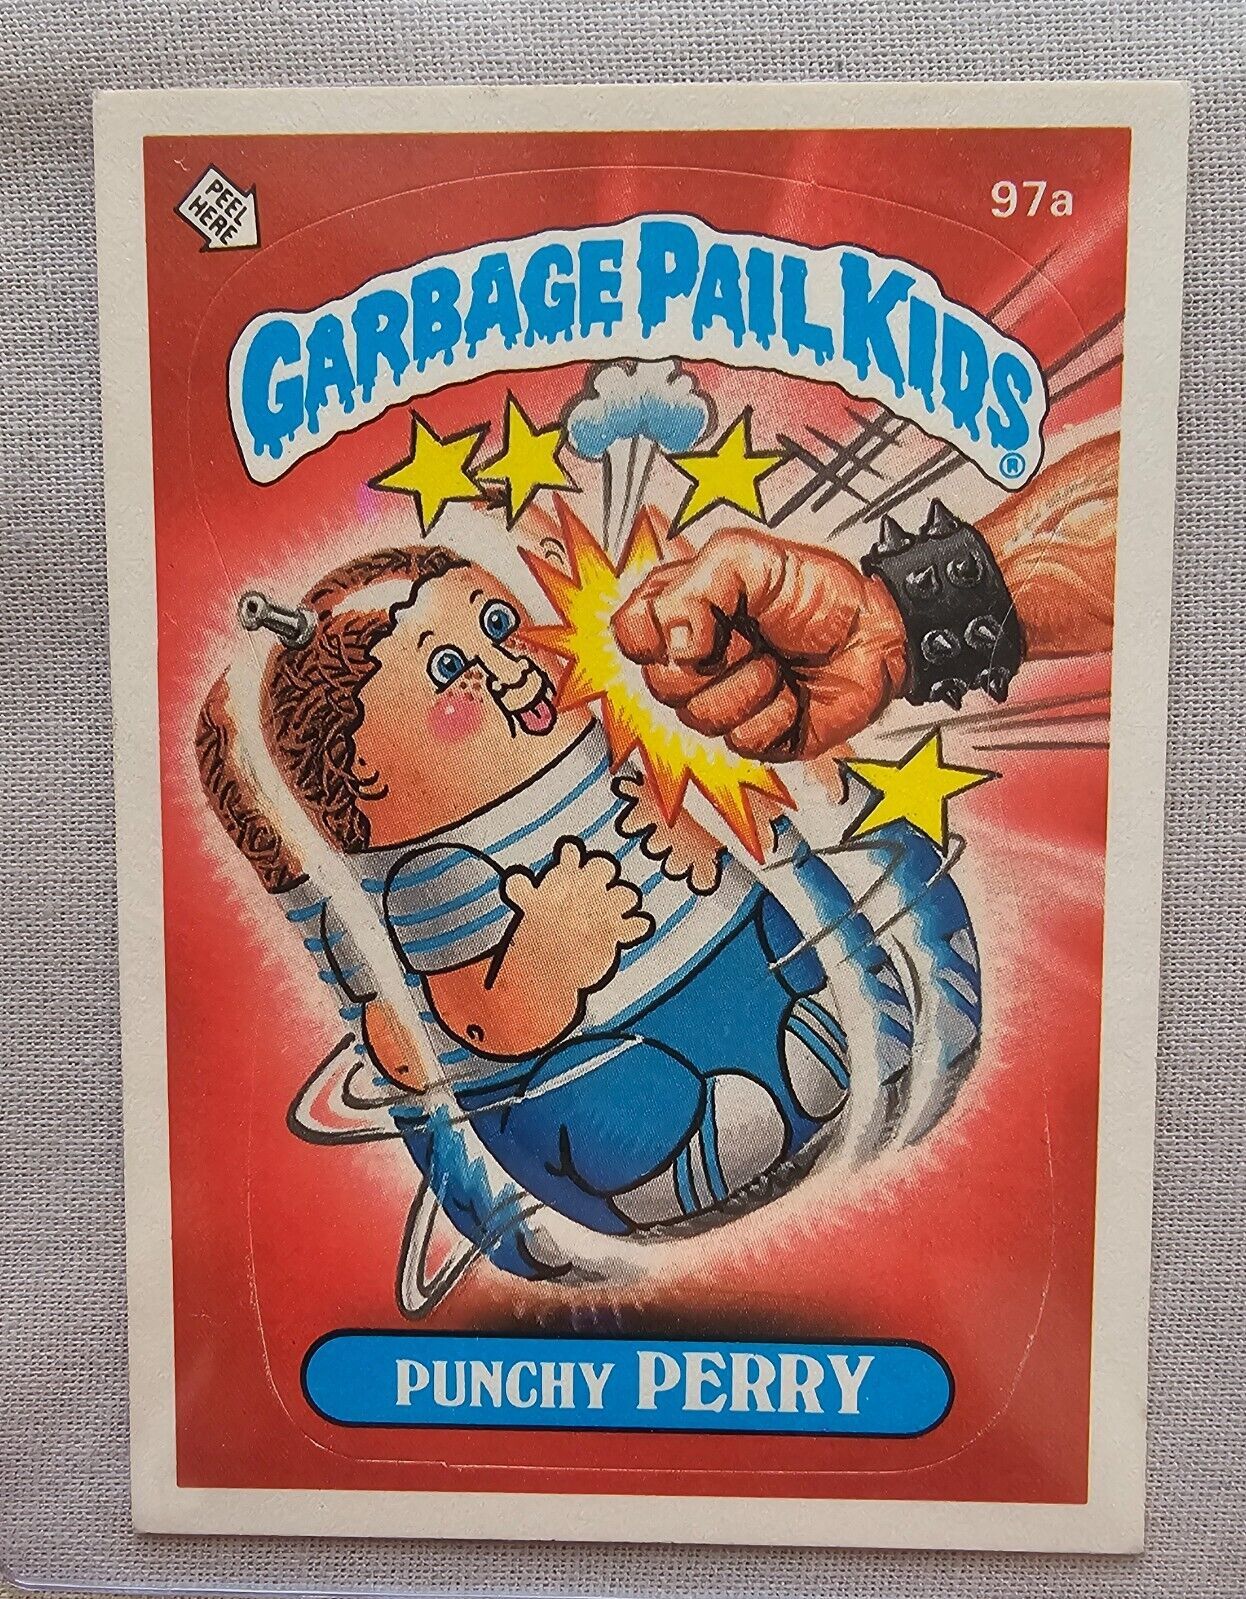 PEEL
HERE
97a
GARBAGE PAIL KIDS
®
PUNCHY PERRY